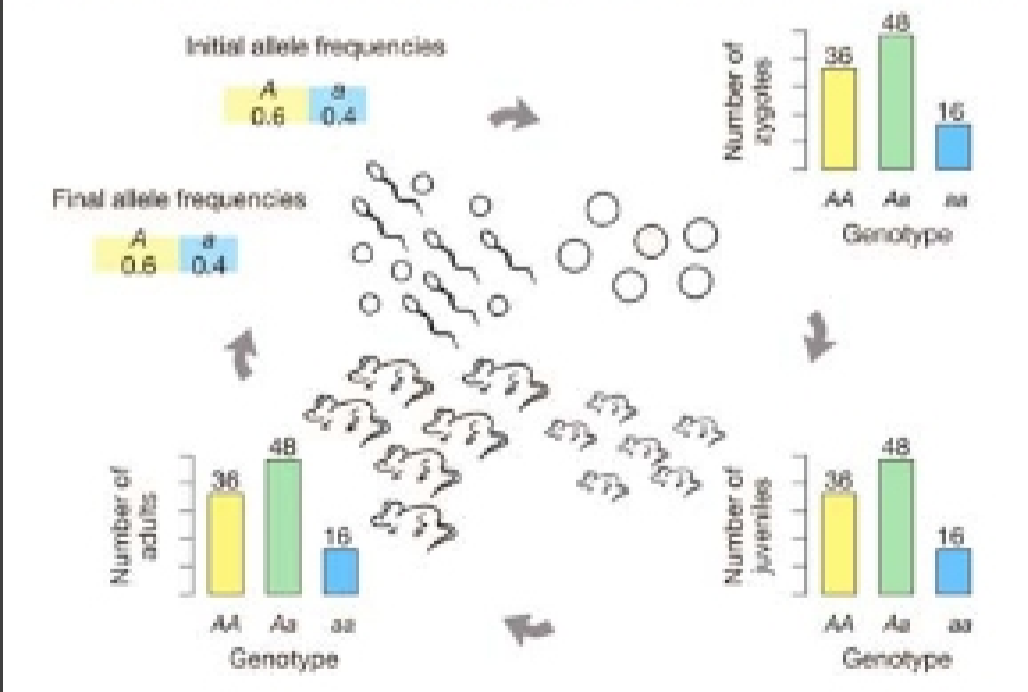 Initial allele frequencies
A a
0.6 0.4
Final allele frequencies
A a
0.6 0.4
Number of
zygotes
36 48 16
AA Aa aa
Genotype
Number of
juveniles
36 48 16
AA Aa aa
Genotype
Number of
adults
36 48 16
AA Aa aa
Genotype